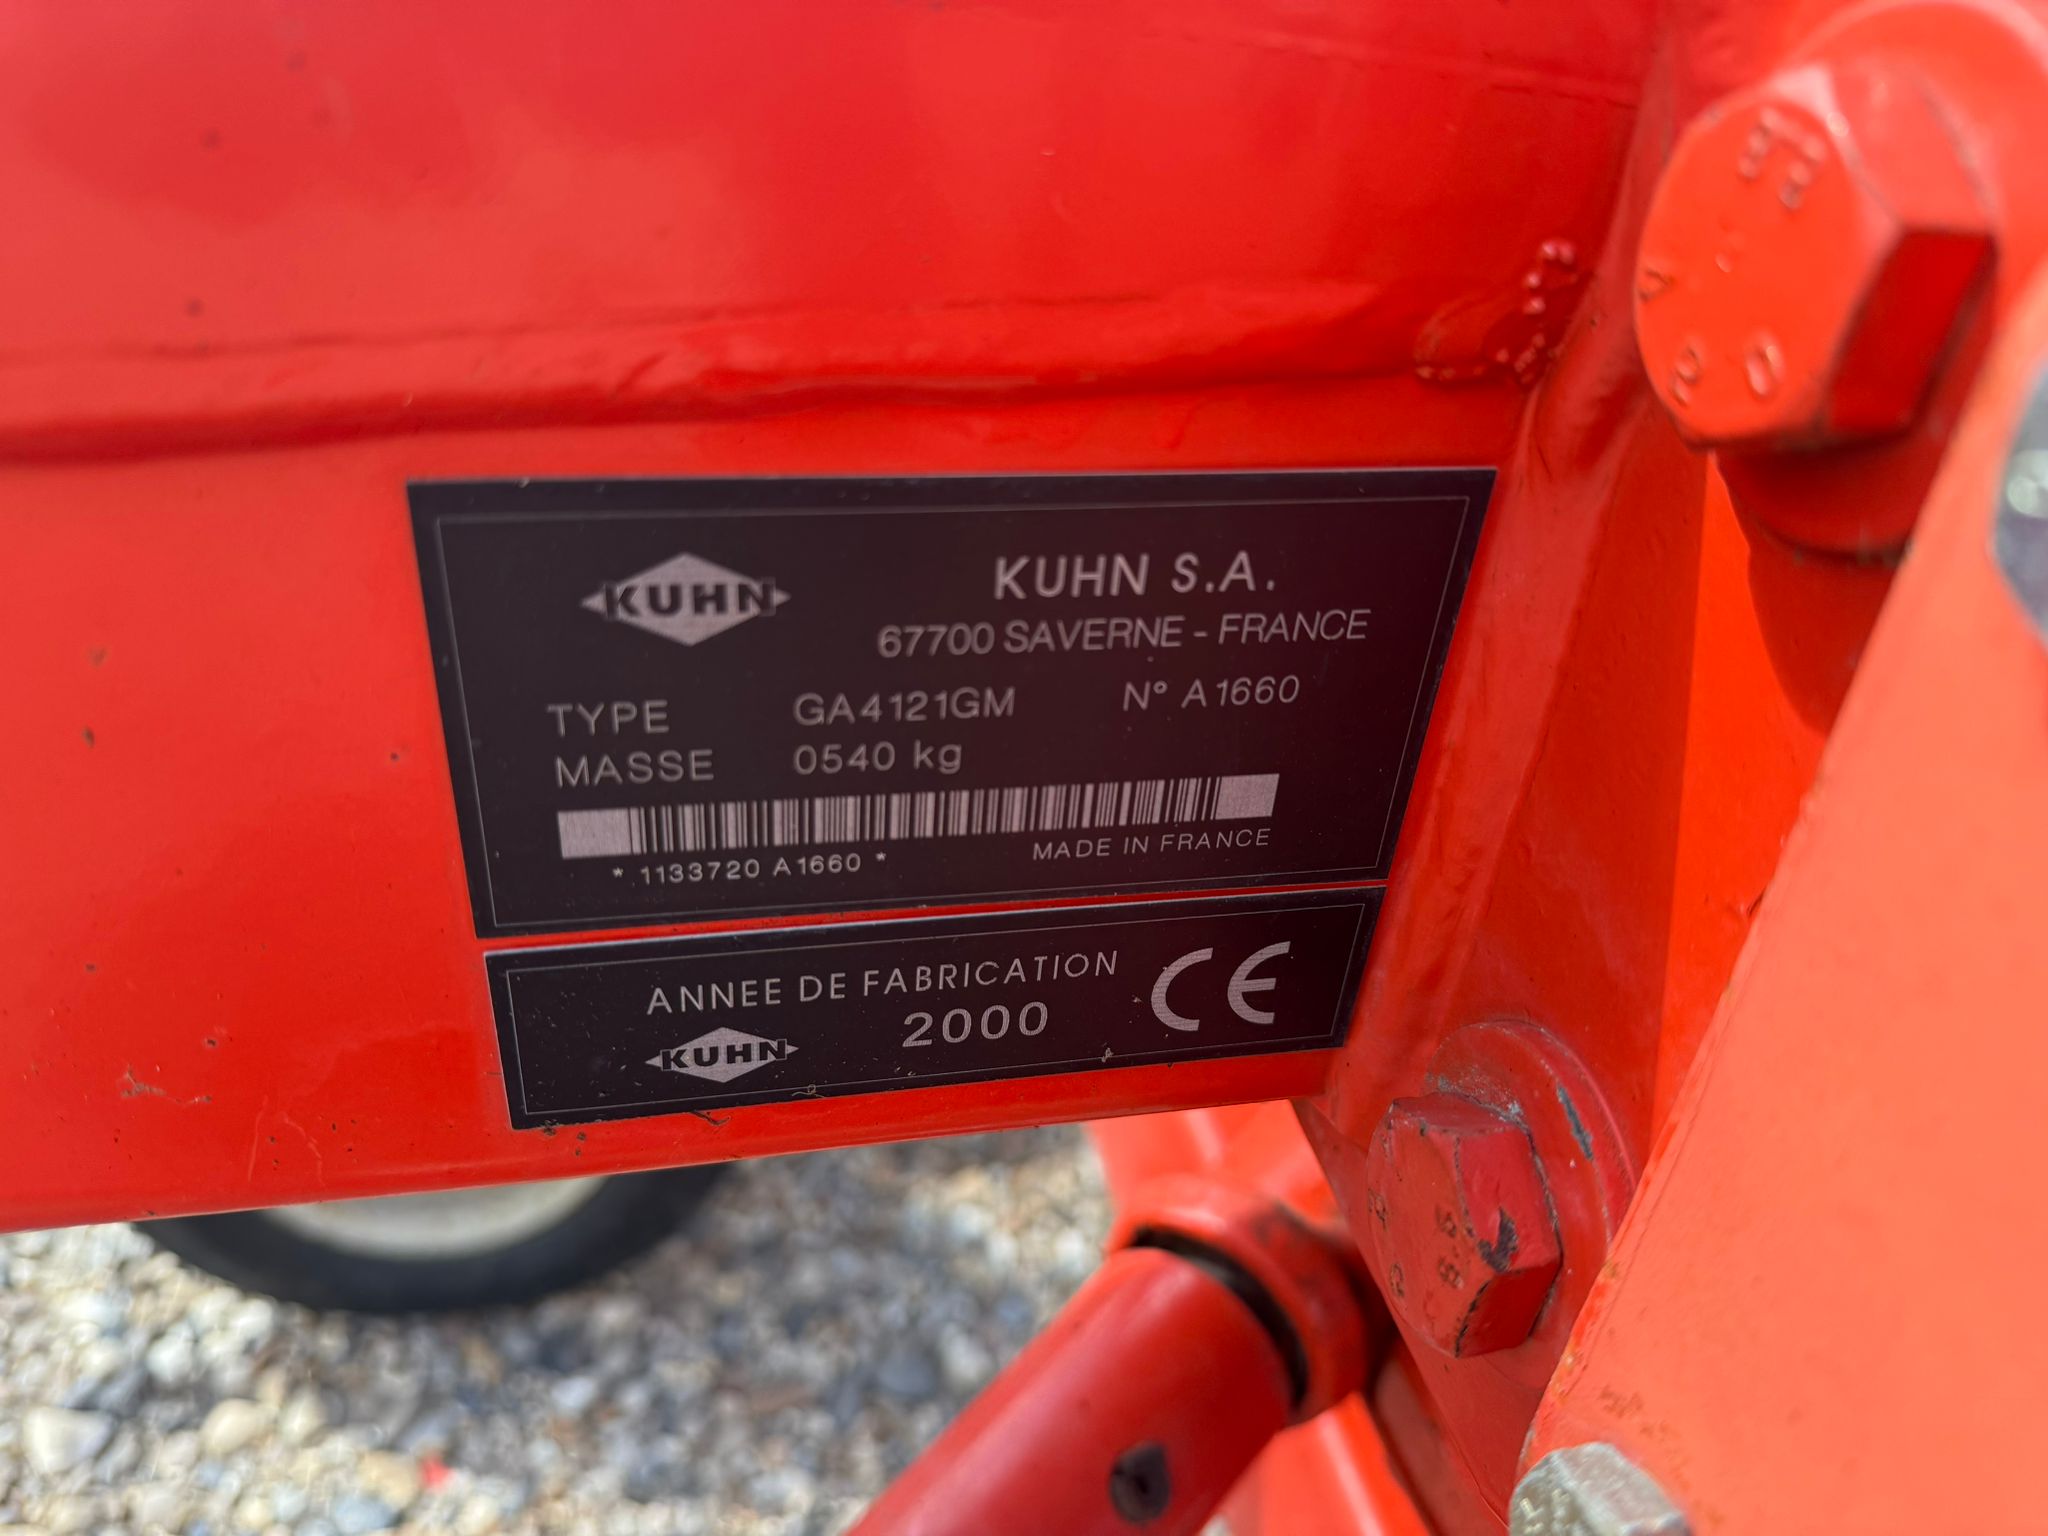 KUHN
KUHN S.A.
67700 SAVERNE - FRANCE
TYPE GA4121GM N° A1660
MASSE 0540 kg
* 1133720 A1660 *
MADE IN FRANCE
ANNEE DE FABRICATION
2000
CE
KUHN